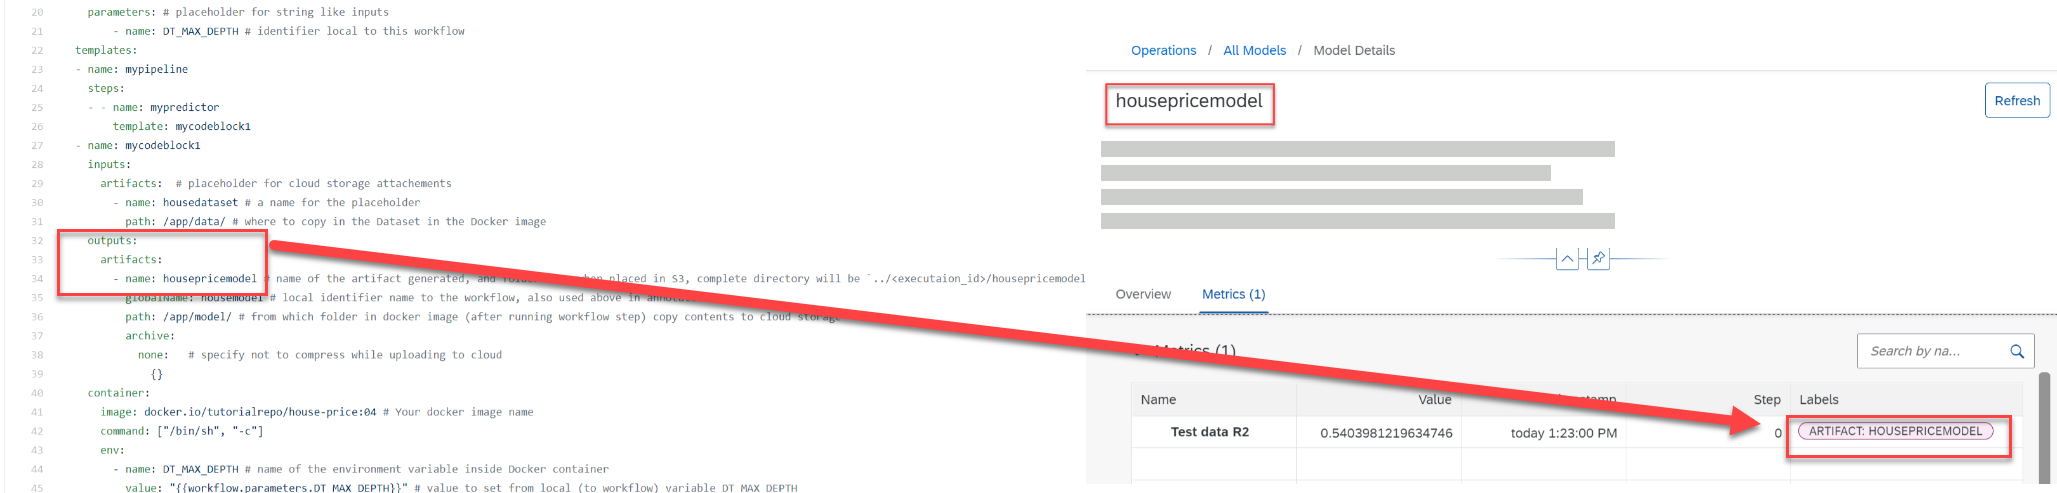 20 parameters: # placeholder for string like inputs
21 - name: DT_MAX_DEPTH # identifier local to this workflow
22 templates:
23 - name: mypipeline
24 steps:
25 - - name: mypredictor
26 template: mycodeblock1
27 - name: mycodeblock1
28 inputs:
29 artifacts: # placeholder for cloud storage attachements
30 - name: housedataset # a name for the placeholder
31 path: /app/data/ # where to copy in the Dataset in the Docker image
32 outputs:
33 artifacts:
34 - name: housepricemodel # name of the artifact generated, and placed in S3, complete directory will be `../<executaion_id>/housepricemodel
35 globalName: housemodel # local identifier name to the workflow, also used above in
36 path: /app/model/ # from which folder in docker image (after running workflow step) copy contents to cloud storage
37 archive:
38 none: # specify not to compress while uploading to cloud
39 {}
40 container:
41 image: docker.io/tutorialrepo/house-price:04 # Your docker image name
42 command: ["/bin/sh", "-c"]
43 env:
44 - name: DT_MAX_DEPTH # name of the environment variable inside Docker container
45 value: "{{workflow.parameters.DT_MAX_DEPTH}}" # value to set from local (to workflow) variable DT_MAX_DEPTH
Operations / All Models / Model Details
housepricemodel
Refresh
Overview Metrics (1)
Metrics (1)
Search by na...
Name Value Step Labels
Test data R2 0.5403981219634746 today 1:23:00 PM 0 ARTIFACT: HOUSEPRICEMODEL